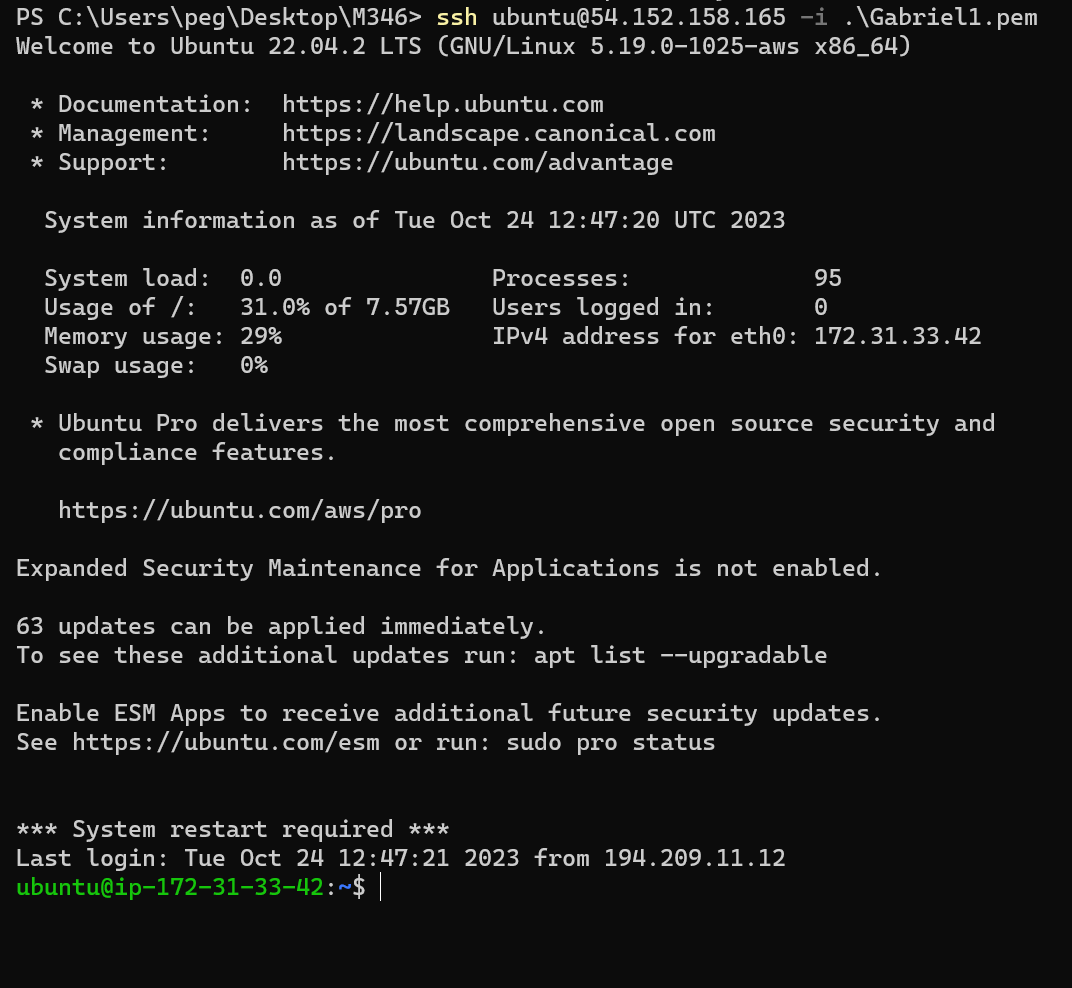 PS C:\Users\peg\Desktop\M346> ssh ubuntu@54.152.158.165 -i .\Gabriel1.pem
Welcome to Ubuntu 22.04.2 LTS (GNU/Linux 5.19.0-1025-aws x86_64)

 * Documentation:  https://help.ubuntu.com
 * Management:     https://landscape.canonical.com
 * Support:        https://ubuntu.com/advantage

  System information as of Tue Oct 24 12:47:20 UTC 2023

  System load:  0.0               Processes:             95
  Usage of /:   31.0% of 7.57GB   Users logged in:       0
  Memory usage: 29%               IPv4 address for eth0: 172.31.33.42
  Swap usage:   0%

 * Ubuntu Pro delivers the most comprehensive open source security and
   compliance features.

   https://ubuntu.com/aws/pro

Expanded Security Maintenance for Applications is not enabled.

63 updates can be applied immediately.
To see these additional updates run: apt list --upgradable

Enable ESM Apps to receive additional future security updates.
See https://ubuntu.com/esm or run: sudo pro status


*** System restart required ***
Last login: Tue Oct 24 12:47:21 2023 from 194.209.11.12
ubuntu@ip-172-31-33-42:~$